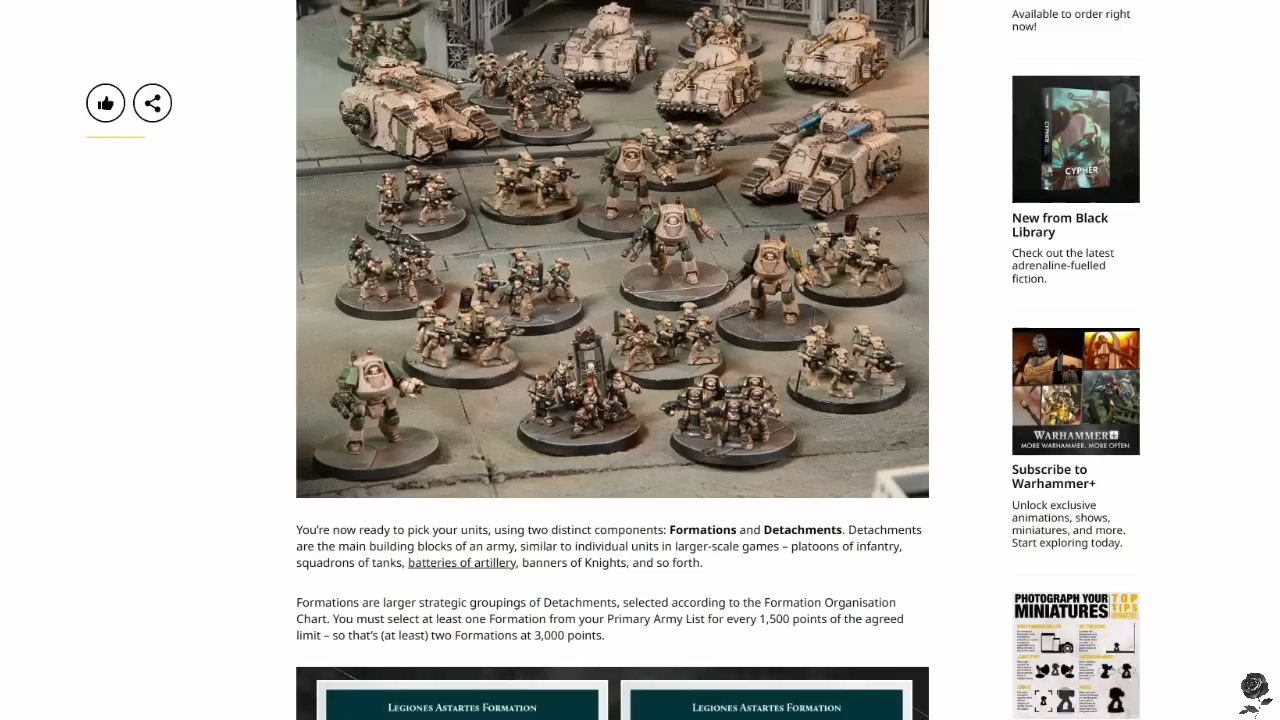 Available to order right
now!
CYPHER
CYPHER
New from Black
Library
Check out the latest
adrenaline-fuelled
fiction.
WARHAMMER+
MORE WARHAMMER. MORE OFTEN.
Subscribe to
Warhammer+
Unlock exclusive
animations, shows,
miniatures, and more.
Start exploring today.
You're now ready to pick your units, using two distinct components: Formations and Detachments. Detachments
are the main building blocks of an army, similar to individual units in larger-scale games – platoons of infantry,
squadrons of tanks, batteries of artillery, banners of Knights, and so forth.
Formations are larger strategic groupings of Detachments, selected according to the Formation Organisation
Chart. You must select at least one Formation from your Primary Army List for every 1,500 points of the agreed
limit – so that's (at least) two Formations at 3,000 points.
PHOTOGRAPH YOUR
MINIATURES
TOP
TIPS
LEGIONES ASTARTES FORMATION
LEGIONES ASTARTES FORMATION